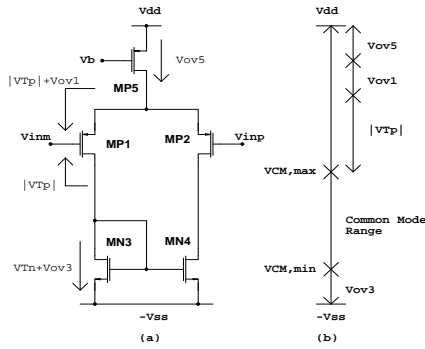 Vdd
Vb
Vov5
MP5
|VTp|+Vov1
Vinm
MP1
MP2
Vinp
|VTp|
MN3
MN4
VTn+Vov3
-Vss
(a)
Vdd
Vov5
Vov1
|VTp|
VCM,max
Common Mode
Range
VCM,min
Vov3
-Vss
(b)